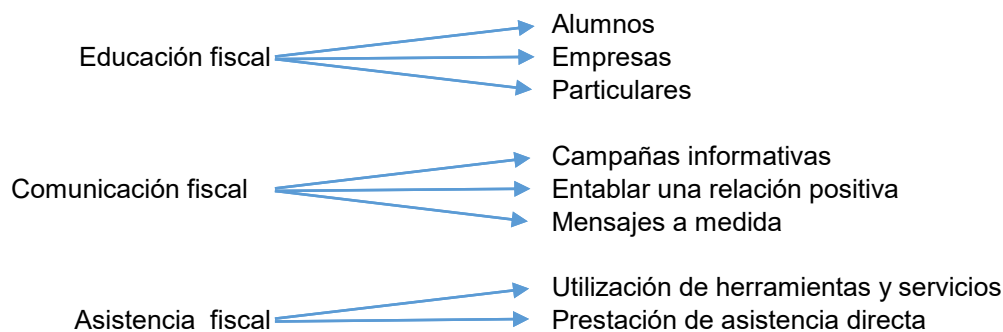 Educación fiscal
Alumnos
Empresas
Particulares
Comunicación fiscal
Campañas informativas
Entablar una relación positiva
Mensajes a medida
Asistencia fiscal
Utilización de herramientas y servicios
Prestación de asistencia directa